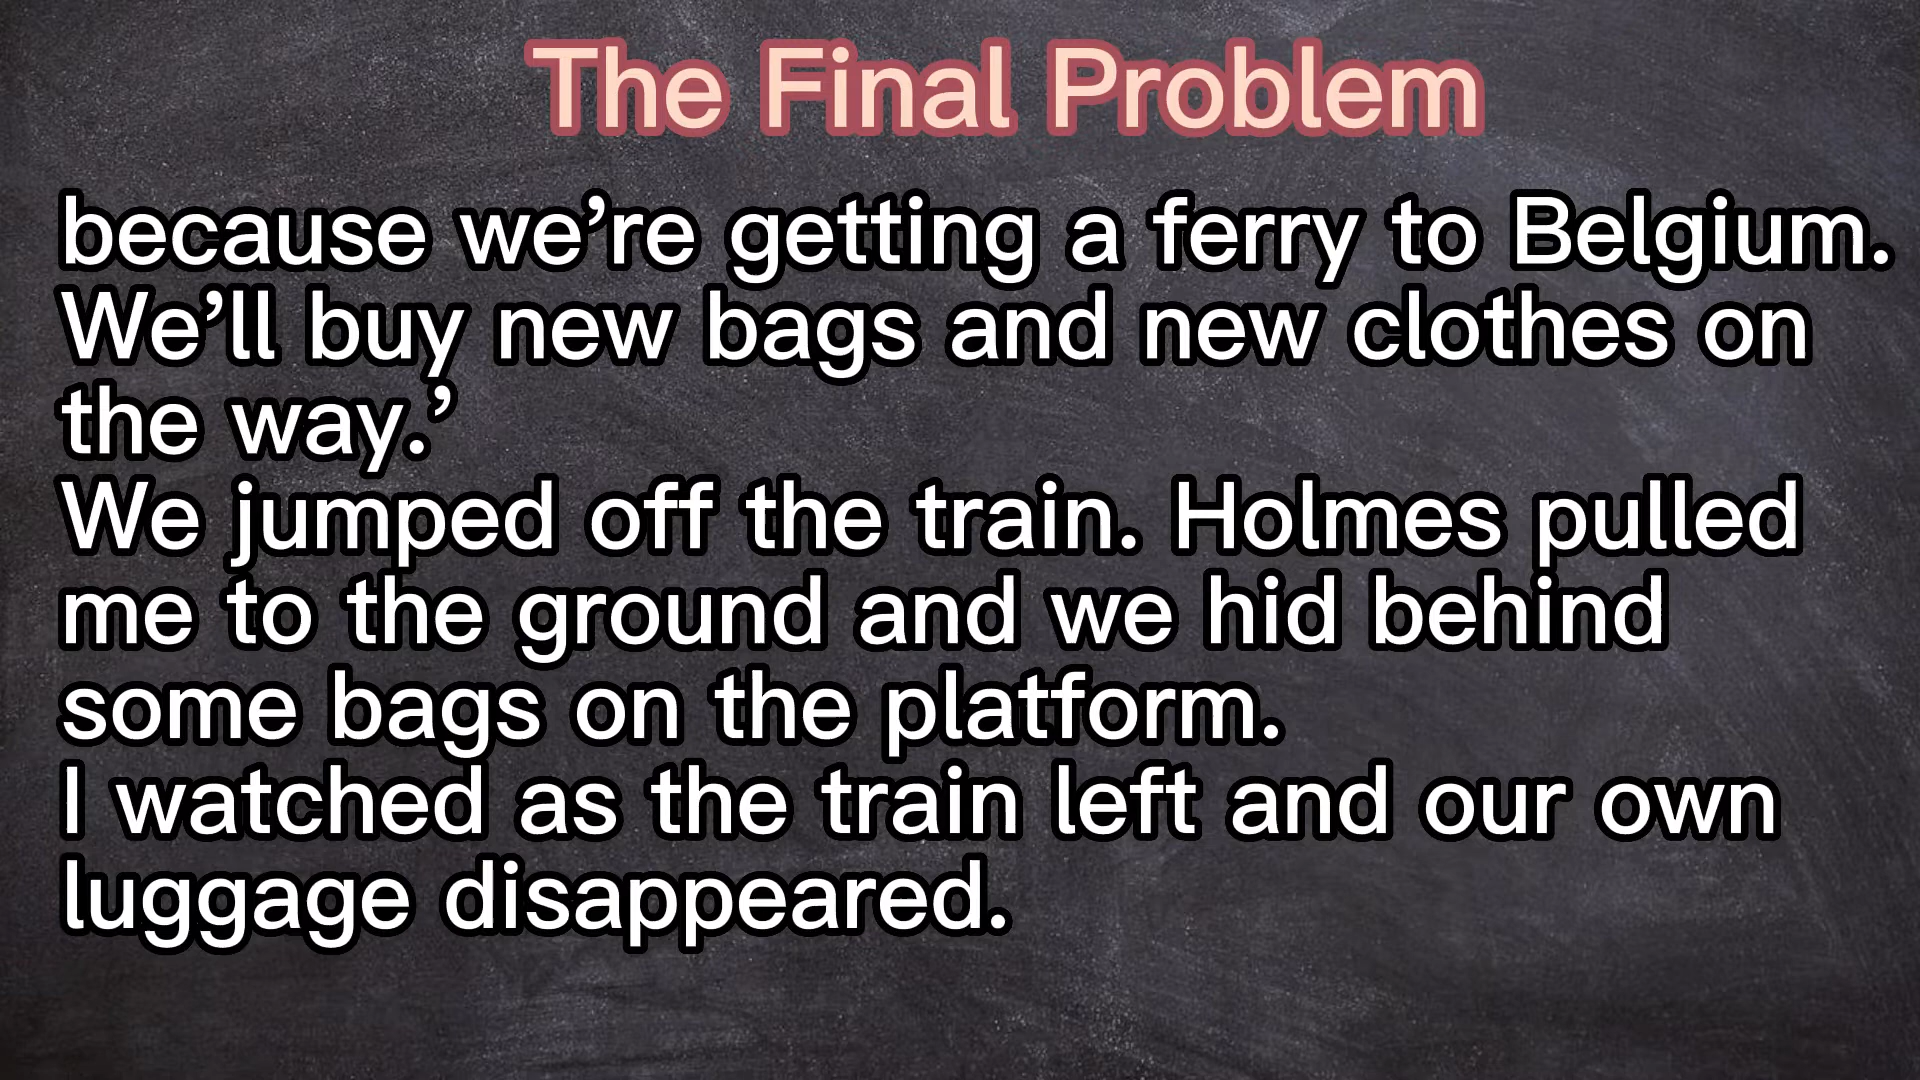 The Final Problem
because we’re getting a ferry to Belgium.
We’ll buy new bags and new clothes on
the way.’
We jumped off the train. Holmes pulled
me to the ground and we hid behind
some bags on the platform.
I watched as the train left and our own
luggage disappeared.